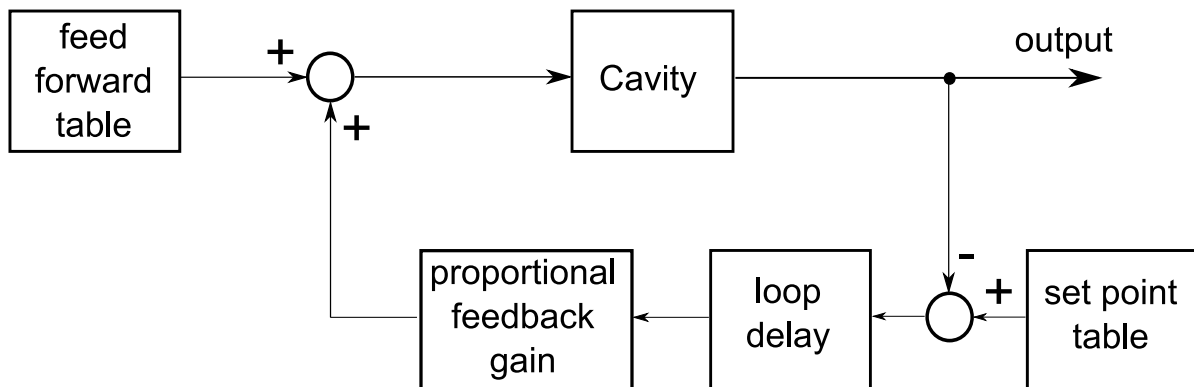 feed
forward
table
+
+
Cavity
output
proportional
feedback
gain
loop
delay
-
+
set point
table